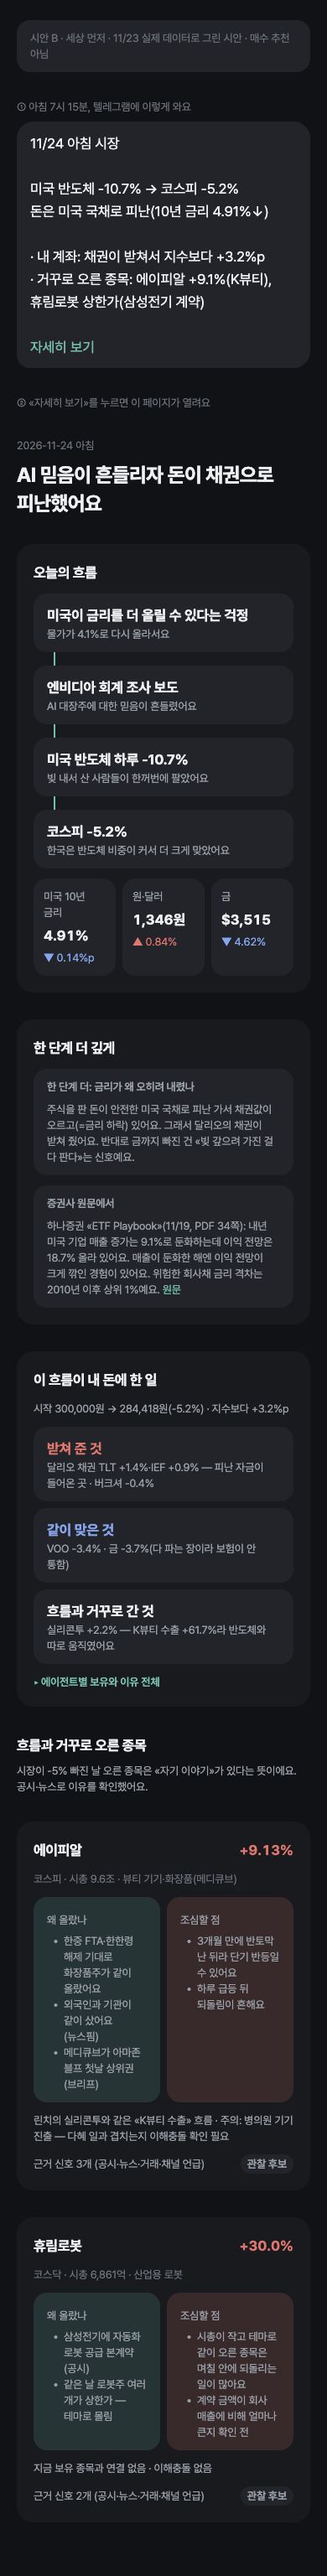 시안 B · 세상 먼저 · 11/23 실제 데이터로 그린 시안 · 매수 추천
아님
① 아침 7시 15분, 텔레그램에 이렇게 와요
11/24 아침 시장
미국 반도체 -10.7% → 코스피 -5.2%
돈은 미국 국채로 피난(10년 금리 4.91%↓)
· 내 계좌: 채권이 받쳐서 지수보다 +3.2%p
· 거꾸로 오른 종목: 에이피알 +9.1%(K뷰티),
휴림로봇 상한가(삼성전기 계약)
자세히 보기
② «자세히 보기»를 누르면 이 페이지가 열려요
2026-11-24 아침
AI 믿음이 흔들리자 돈이 채권으로
피난했어요
오늘의 흐름
미국이 금리를 더 올릴 수 있다는 걱정
물가가 4.1%로 다시 올라서요
엔비디아 회계 조사 보도
AI 대장주에 대한 믿음이 흔들렸어요
미국 반도체 하루 -10.7%
빚 내서 산 사람들이 한꺼번에 팔았어요
코스피 -5.2%
한국은 반도체 비중이 커서 더 크게 맞았어요
미국 10년
금리
4.91%
▼ 0.14%p
원·달러
1,346원
▲ 0.84%
금
$3,515
▼ 4.62%
한 단계 더 깊게
한 단계 더: 금리가 왜 오히려 내렸나
주식을 판 돈이 안전한 미국 국채로 피난 가서 채권값이
오르고(=금리 하락) 있어요. 그래서 달리오의 채권이
받쳐 줬어요. 반대로 금까지 빠진 건 «빚 갚으려 가진 걸
다 판다»는 신호예요.
증권사 원문에서
하나증권 «ETF Playbook»(11/19, PDF 34쪽): 내년
미국 기업 매출 증가는 9.1%로 둔화하는데 이익 전망은
18.7% 올라 있어요. 매출이 둔화한 해엔 이익 전망이
크게 깎인 경험이 있어요. 위험한 회사채 금리 격차는
2010년 이후 상위 1%예요. 원문
이 흐름이 내 돈에 한 일
시작 300,000원 → 284,418원(-5.2%) · 지수보다 +3.2%p
받쳐 준 것
달리오 채권 TLT +1.4%·IEF +0.9% — 피난 자금이
들어온 곳 · 버크셔 -0.4%
같이 맞은 것
VOO -3.4% · 금 -3.7%(다 파는 장이라 보험이 안
통함)
흐름과 거꾸로 간 것
실리콘투 +2.2% — K뷰티 수출 +61.7%라 반도체와
따로 움직였어요
▸ 에이전트별 보유와 이유 전체
흐름과 거꾸로 오른 종목
시장이 -5% 빠진 날 오른 종목은 «자기 이야기»가 있다는 뜻이에요.
공시·뉴스로 이유를 확인했어요.
에이피알
+9.13%
코스피 · 시총 9.6조 · 뷰티 기기·화장품(메디큐브)
왜 올랐나
• 한중 FTA·한한령
해제 기대로
화장품주가 같이
올랐어요
• 외국인과 기관이
같이 샀어요
(뉴스핌)
• 메디큐브가 아마존
블프 첫날 상위권
(브리프)
조심할 점
• 3개월 만에 반토막
난 뒤라 단기 반등일
수 있어요
• 하루 급등 뒤
되돌림이 흔해요
린치의 실리콘투와 같은 «K뷰티 수출» 흐름 · 주의: 병의원 기기
진출 — 다혜 일과 겹치는지 이해충돌 확인 필요
근거 신호 3개 (공시·뉴스·거래·채널 언급)
관찰 후보
휴림로봇
+30.0%
코스닥 · 시총 6,861억 · 산업용 로봇
왜 올랐나
• 삼성전기에 자동화
로봇 공급 본계약
(공시)
• 같은 날 로봇주 여러
개가 상한가 —
테마로 몰림
조심할 점
• 시총이 작고 테마로
같이 오른 종목은
며칠 안에 되돌리는
일이 많아요
• 계약 금액이 회사
매출에 비해 얼마나
큰지 확인 전
지금 보유 종목과 연결 없음 · 이해충돌 없음
근거 신호 2개 (공시·뉴스·거래·채널 언급)
관찰 후보